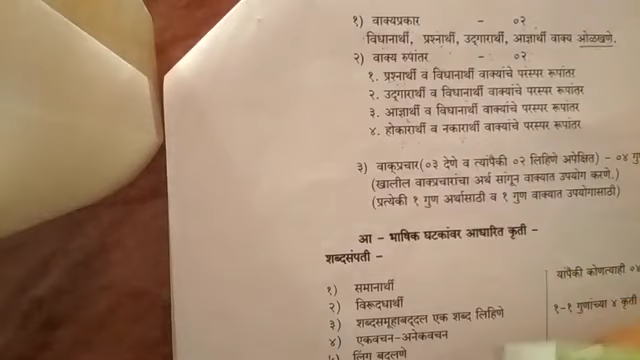 १) वाक्यप्रकार - ०२
विधानार्थी, प्रश्नार्थी, उद्गारार्थी, आज्ञार्थी वाक्य ओळखणे.
२) वाक्य रुपांतर - ०२
१. प्रश्नार्थी व विधानार्थी वाक्यांचे परस्पर रूपांतर
२. उद्गारार्थी व विधानार्थी वाक्यांचे परस्पर रूपांतर
३. आज्ञार्थी व विधानार्थी वाक्यांचे परस्पर रूपांतर
४. होकारार्थी व नकारार्थी वाक्यांचे परस्पर रूपांतर
३) वाक्प्रचार(०३ देणे व त्यांपैकी ०२ लिहिणे अपेक्षित) - ०४ गु
(खालील वाक्प्रचारांचा अर्थ सांगून वाक्यात उपयोग करणे.)
(प्रत्येकी १ गुण अर्थासाठी व १ गुण वाक्यात उपयोगासाठी)
आ - भाषिक घटकांवर आधारित कृती -
शब्दसंपती -
१) समानार्थी
२) विरूदधार्थी
३) शब्दसमूहाबद्दल एक शब्द लिहिणे
४) एकवचन-अनेकवचन
५) लिंग बदलणे
यांपैकी कोणत्याही ०४
१-१ गुणांच्या ४ कृती